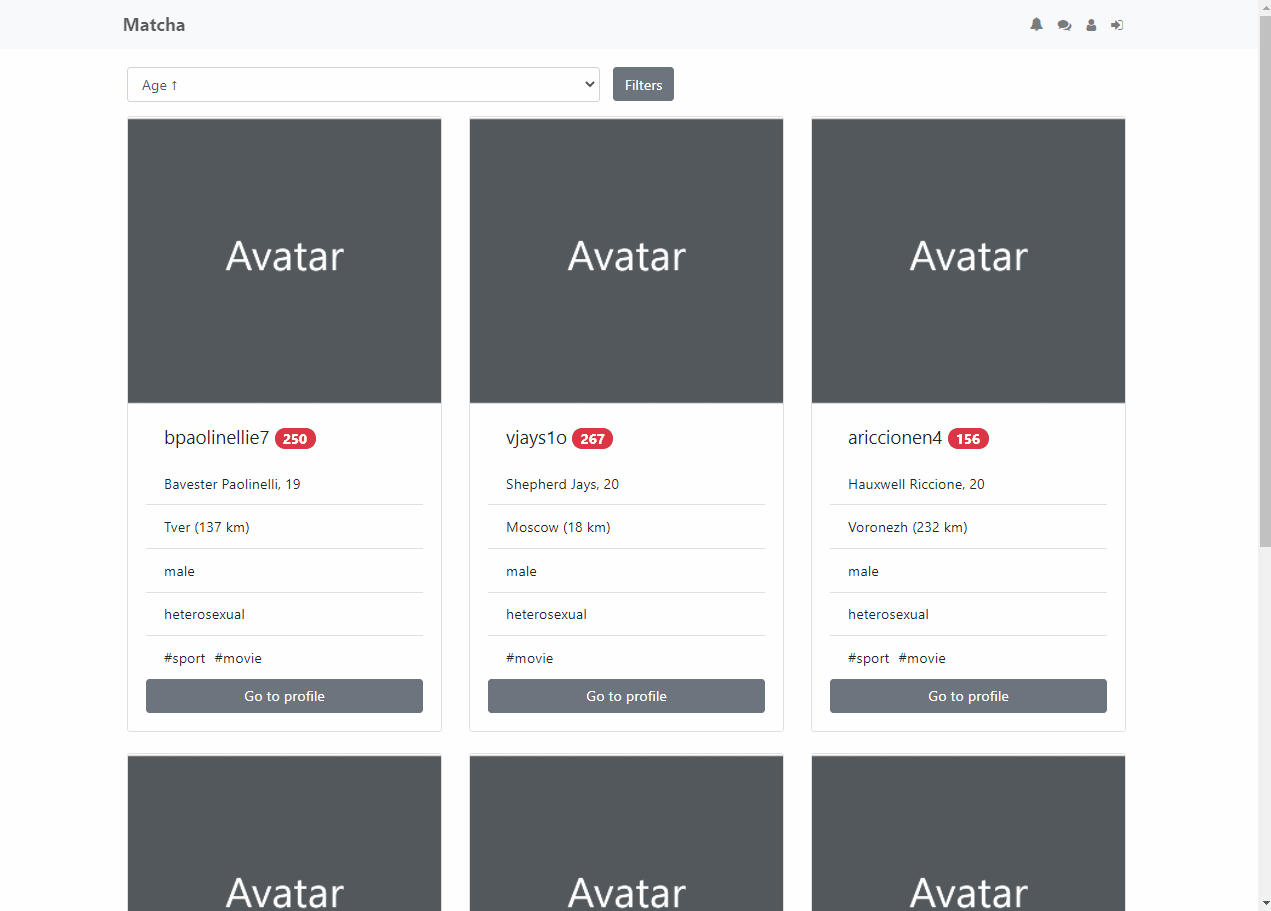 Matcha
Age ↑
Filters
Avatar
Avatar
Avatar
bpaolinellie7 250
vjays1o 267
ariccionen4 156
Bavester Paolinelli, 19
Shepherd Jays, 20
Hauxwell Riccione, 20
Tver (137 km)
Moscow (18 km)
Voronezh (232 km)
male
male
male
heterosexual
heterosexual
heterosexual
#sport #movie
#movie
#sport #movie
Go to profile
Go to profile
Go to profile
Avatar
Avatar
Avatar